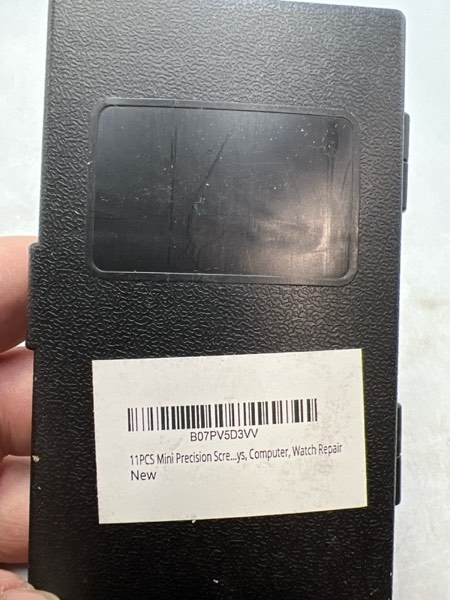 B07PV5D3VV
11PCS Mini Precision Scre...ys, Computer, Watch Repair
New